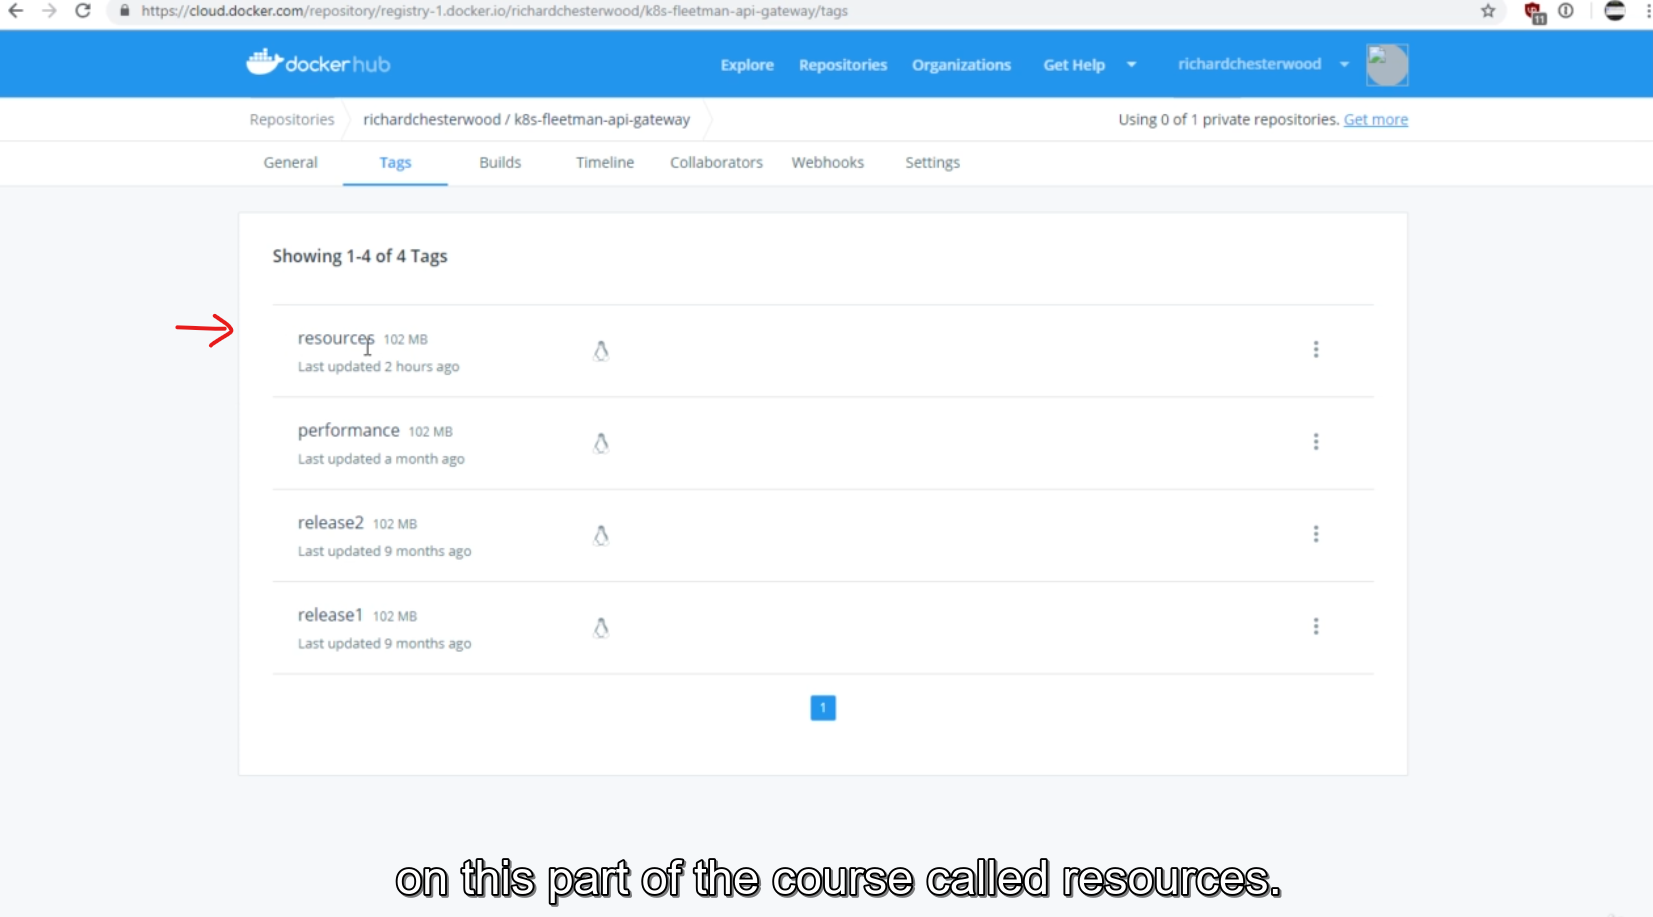 https://cloud.docker.com/repository/registry-1.docker.io/richardchesterwood/k8s-fleetman-api-gateway/tags
11
dockerhub Explore Repositories Organizations Get Help richardchesterwood
Repositories richardchesterwood / k8s-fleetman-api-gateway Using 0 of 1 private repositories. Get more
General Tags Builds Timeline Collaborators Webhooks Settings
Showing 1-4 of 4 Tags
resources 102 MB
Last updated 2 hours ago
performance 102 MB
Last updated a month ago
release2 102 MB
Last updated 9 months ago
release1 102 MB
Last updated 9 months ago
1
on this part of the course called resources.